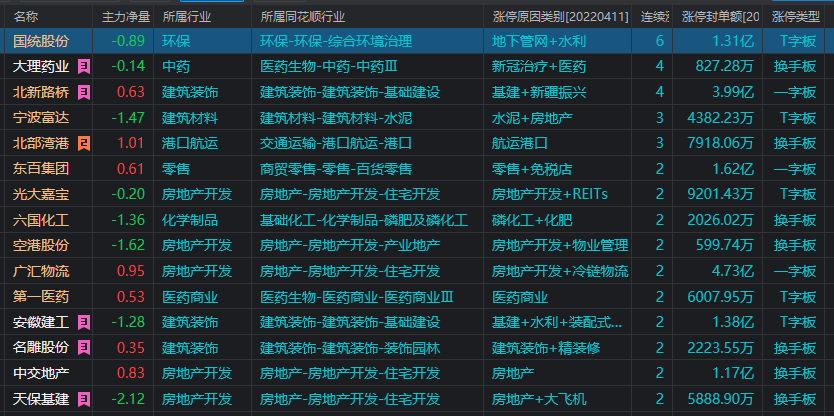 名称 主力净量 所属行业 所属同花顺行业 涨停原因类别[20220411] 连续 涨停封单额[20 涨停类型
国统股份 -0.89 环保 环保-环保-综合环境治理 地下管网+水利 6 1.31亿 T字板
大理药业 -0.14 中药 医药生物-中药-中药Ⅲ 新冠治疗+医药 4 827.28万 换手板
北新路桥 0.63 建筑装饰 建筑装饰-建筑装饰-基础建设 基建+新疆振兴 4 3.99亿 一字板
宁波富达 -1.47 建筑材料 建筑材料-建筑材料-水泥 水泥+房地产 3 4382.23万 T字板
北部湾港 2 1.01 港口航运 交通运输-港口航运-港口 航运港口 3 7918.06万 换手板
东百集团 0.61 零售 商贸零售-零售-百货零售 零售+免税店 2 1.62亿 一字板
光大嘉宝 -0.20 房地产开发 房地产-房地产开发-住宅开发 房地产开发+REITs 2 9201.43万 T字板
六国化工 -1.36 化学制品 基础化工-化学制品-磷肥及磷化工 磷化工+化肥 2 2026.02万 换手板
空港股份 -1.62 房地产开发 房地产-房地产开发-产业地产 房地产开发+物业管理 2 599.74万 换手板
广汇物流 0.95 房地产开发 房地产-房地产开发-住宅开发 房地产开发+冷链物流 2 4.73亿 一字板
第一医药 0.53 医药商业 医药生物-医药商业-医药商业Ⅲ 医药商业 2 6007.95万 T字板
安徽建工 -1.28 建筑装饰 建筑装饰-建筑装饰-基础建设 基建+水利+装配式... 2 1.38亿 T字板
名雕股份 0.35 建筑装饰 建筑装饰-建筑装饰-装饰园林 建筑装饰+精装修 2 2223.55万 换手板
中交地产 0.83 房地产开发 房地产-房地产开发-住宅开发 房地产 2 1.17亿 换手板
天保基建 -2.12 房地产开发 房地产-房地产开发-住宅开发 房地产+大飞机 2 5888.90万 换手板